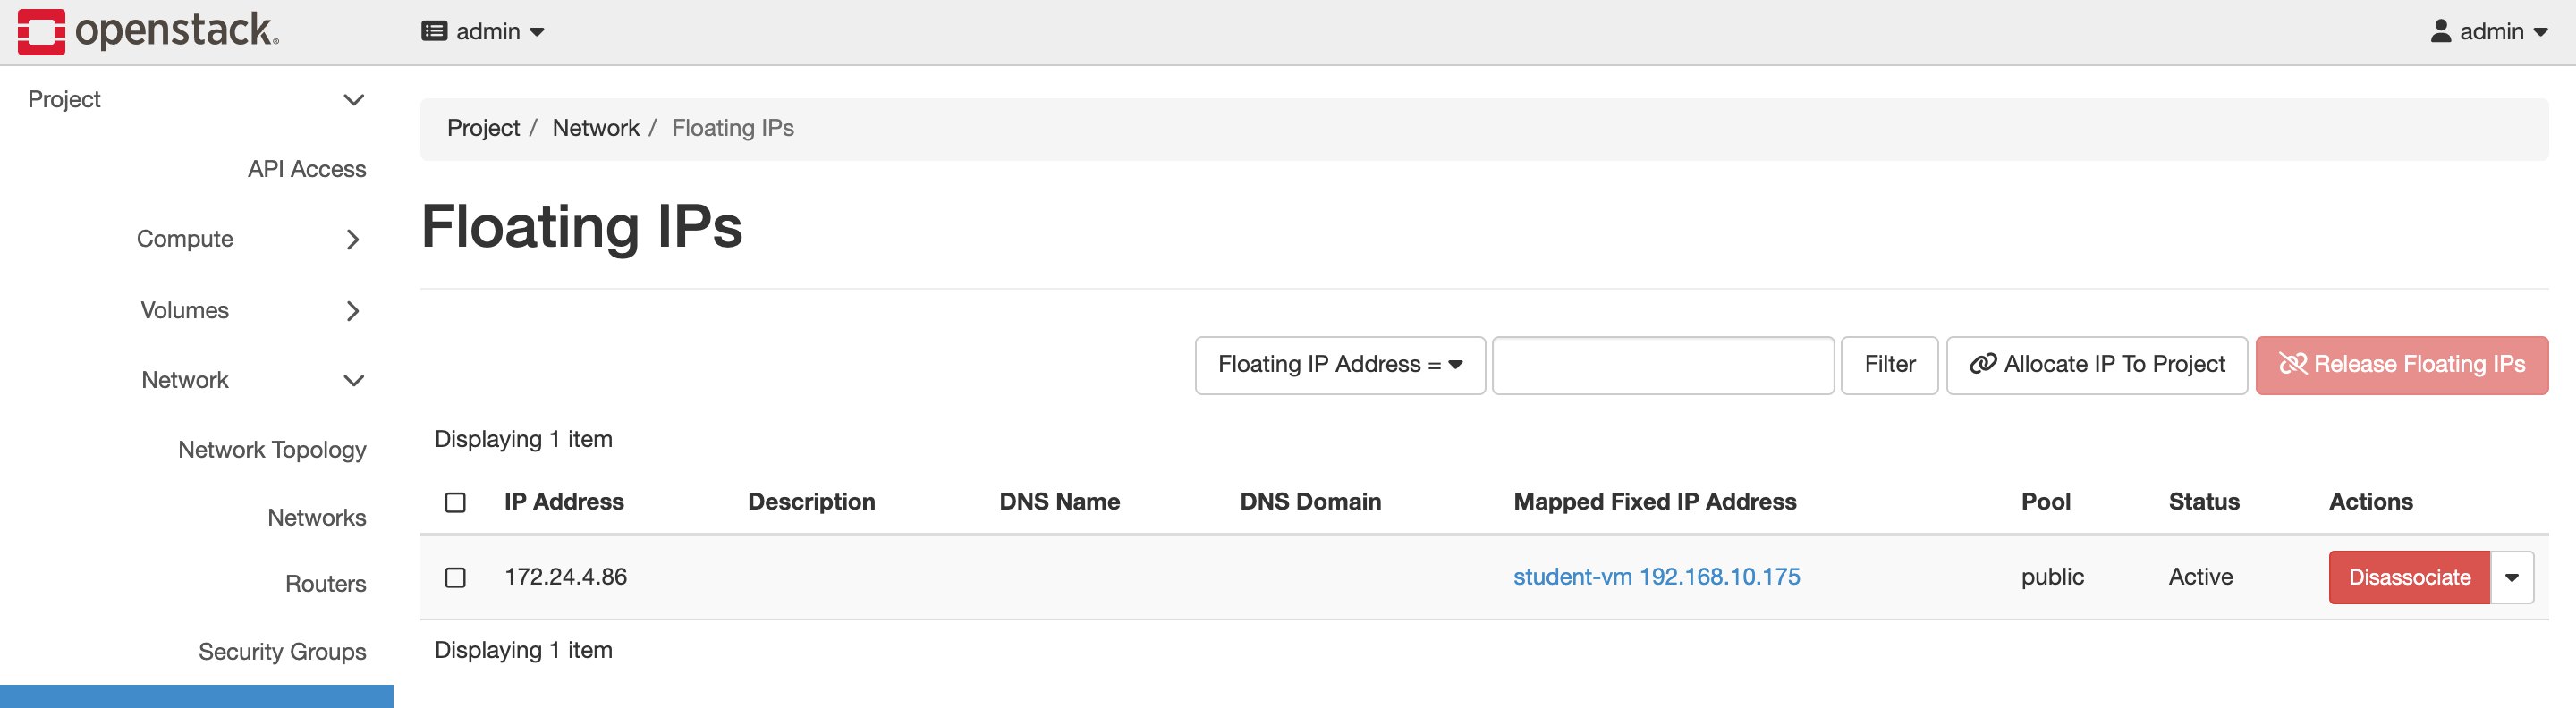 openstack.
admin
admin
Project
API Access
Compute
Volumes
Network
Network Topology
Networks
Routers
Security Groups
Project / Network / Floating IPs
Floating IPs
Floating IP Address =
Filter
Allocate IP To Project
Release Floating IPs
Displaying 1 item
IP Address Description DNS Name DNS Domain Mapped Fixed IP Address Pool Status Actions
172.24.4.86 student-vm 192.168.10.175 public Active Disassociate
Displaying 1 item